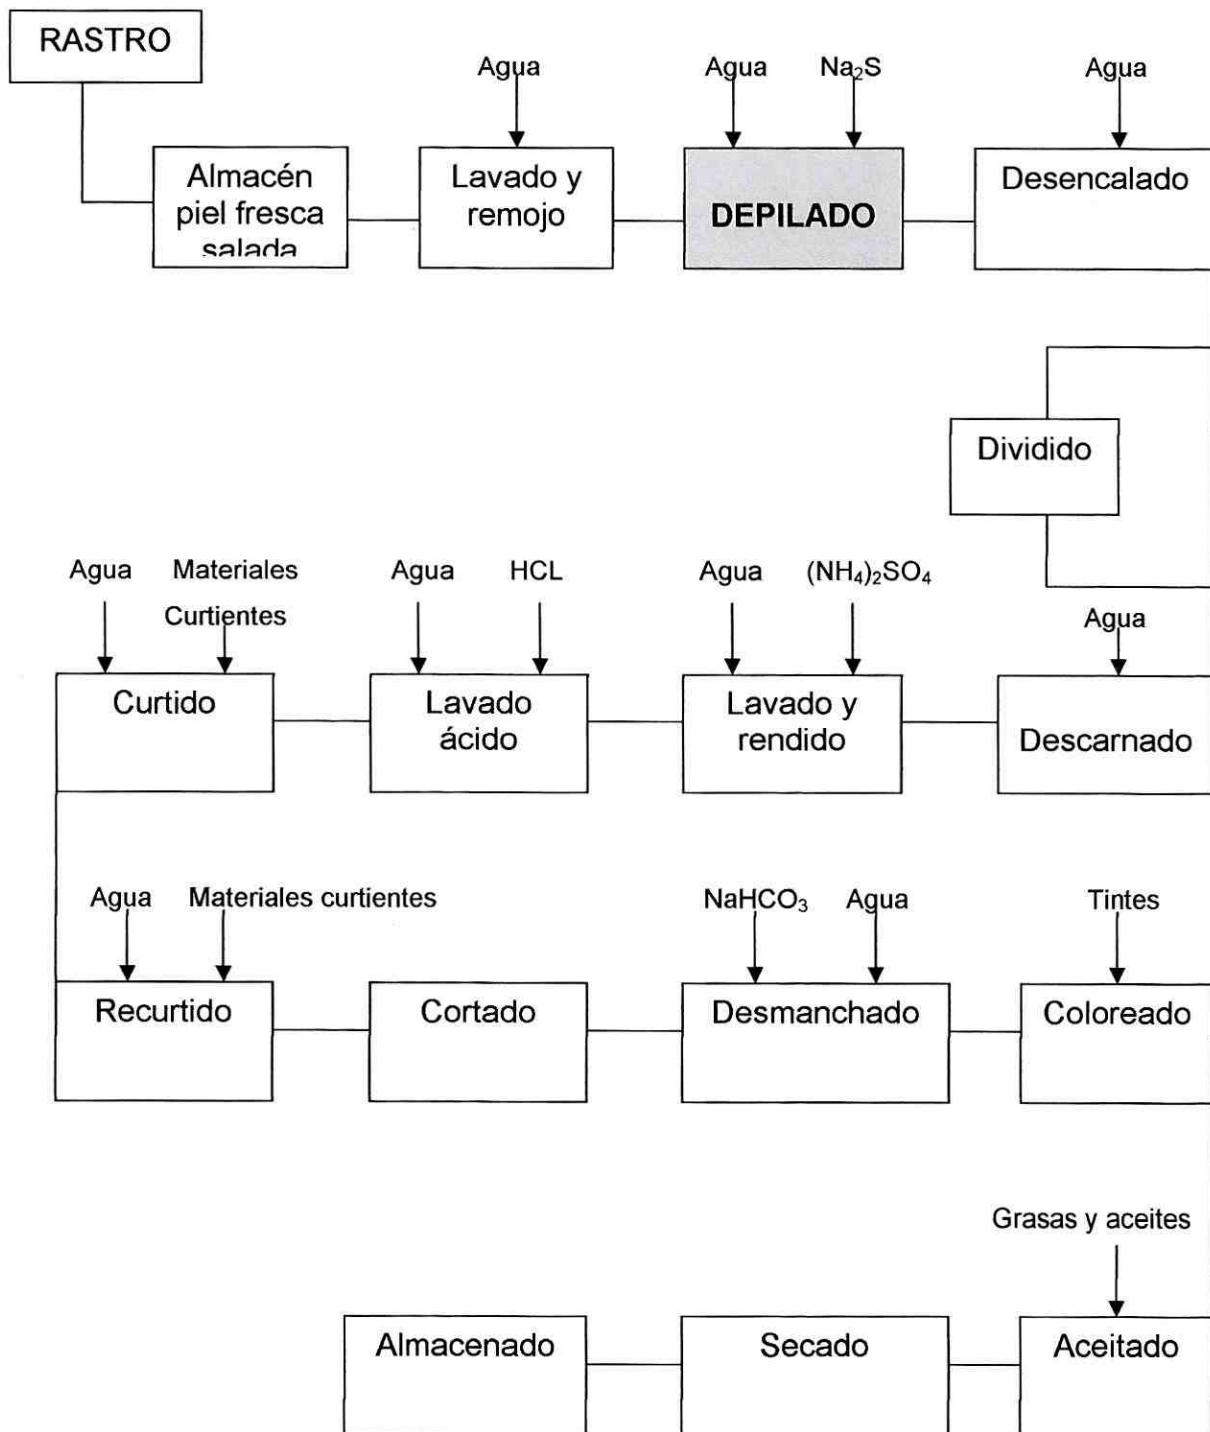 RASTRO
Agua
Agua
Na₂S
Agua
Almacén
piel fresca
salada
Lavado y
remojo
DEPILADO
Desencalado
Dividido
Agua
Materiales
Curtientes
Agua
HCL
Agua
(NH₄)₂SO₄
Agua
Curtido
Lavado
ácido
Lavado y
rendido
Descarnado
Agua
Materiales curtientes
NaHCO₃
Agua
Tintes
Recurtido
Cortado
Desmanchado
Coloreado
Grasas y aceites
Almacenado
Secado
Aceitado